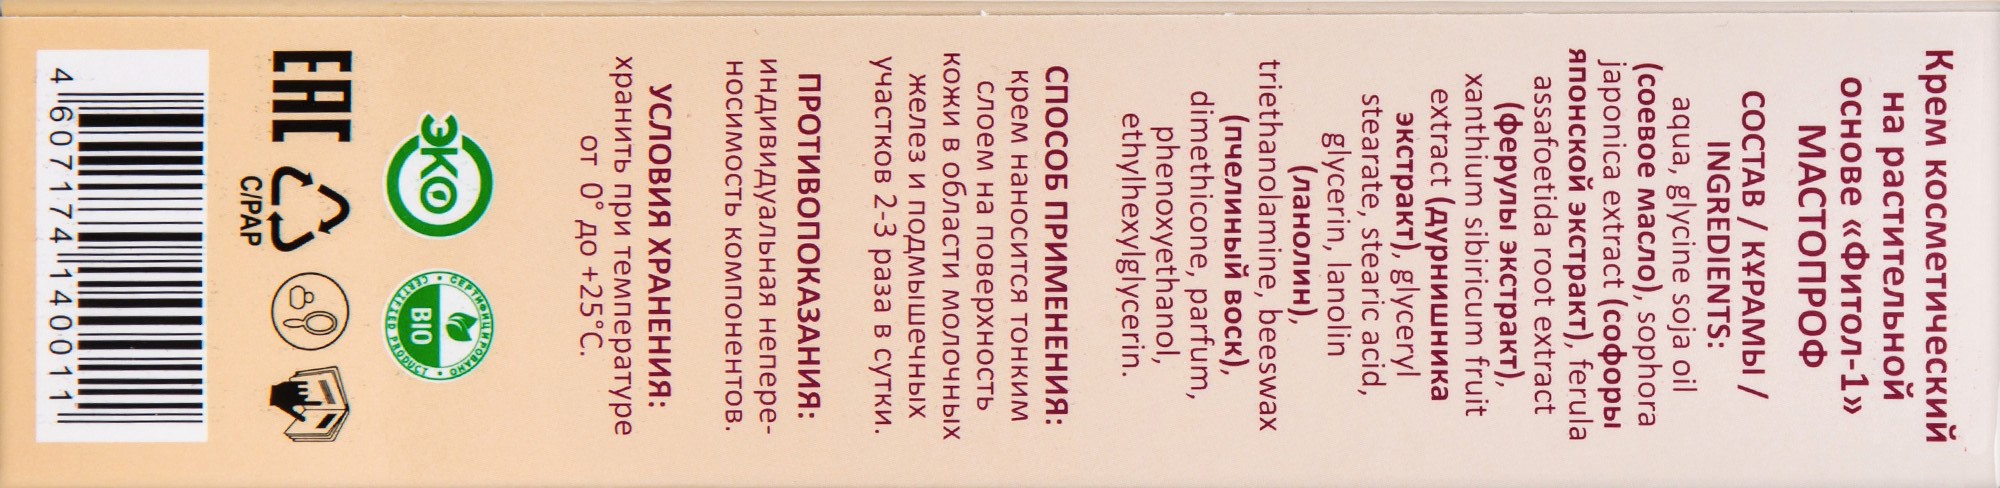 Крем косметический
на растительной
основе «Фитол-1»
МАСТОПРОФ
СОСТАВ / ҚҰРАМЫ /
INGREDIENTS:
aqua, glycine soja oil
(соевое масло), sophora
japonica extract (софоры
японской экстракт), ferula
assafoetida root extract
(ферулы экстракт),
xanthium sibiricum fruit
extract (дурнишника
экстракт), glyceryl
stearate, stearic acid,
glycerin, lanolin
(ланолин),
triethanolamine, beeswax
(пчелиный воск),
dimethicone, parfum,
phenoxyethanol,
ethylhexylglycerin.
СПОСОБ ПРИМЕНЕНИЯ:
крем наносится тонким
слоем на поверхность
кожи в области молочных
желез и подмышечных
участков 2-3 раза в сутки.
ПРОТИВОПОКАЗАНИЯ:
индивидуальная непере-
носимость компонентов.
УСЛОВИЯ ХРАНЕНИЯ:
хранить при температуре
от 0° до +25°С.
ЭКО
СЕРТИФИЦИРОВАНО
BIO
CERTIFIED PRODUCT
EAC
C/PAP
4 607174 140011